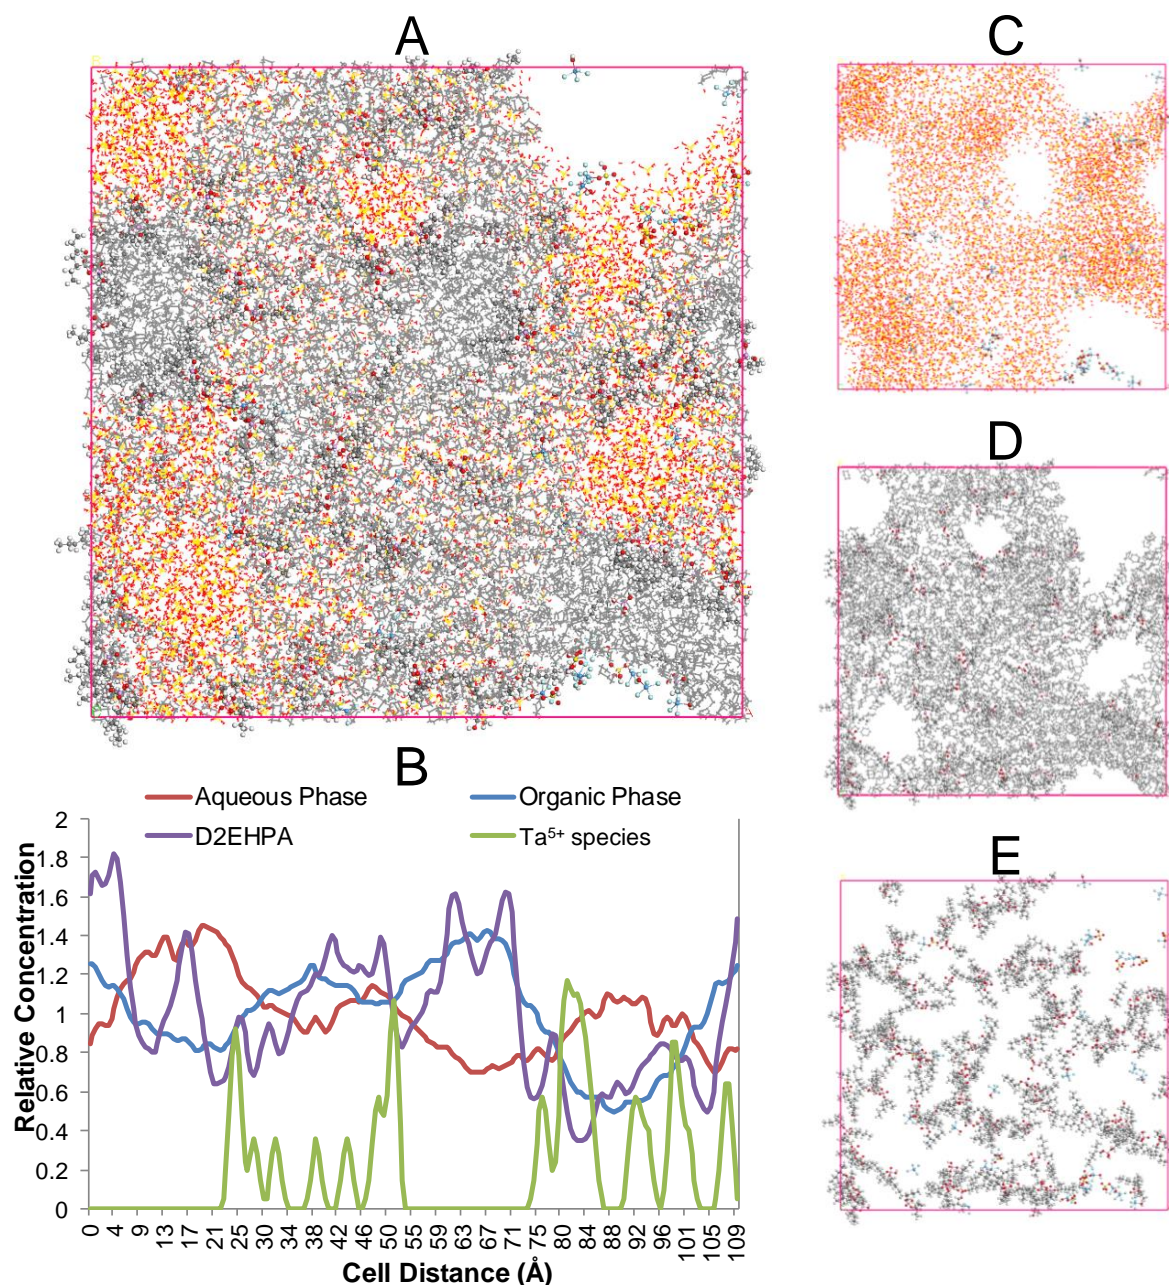 A
C
D
E
B
Aqueous Phase
Organic Phase
D2EHPA
Ta5+ species
Relative Concentration
2
1.8
1.6
1.4
1.2
1
0.8
0.6
0.4
0.2
0
0 4 9 13 17 21 25 30 34 38 42 46 50 55 59 63 67 71 75 80 84 88 92 96 101 105 109
Cell Distance (Å)